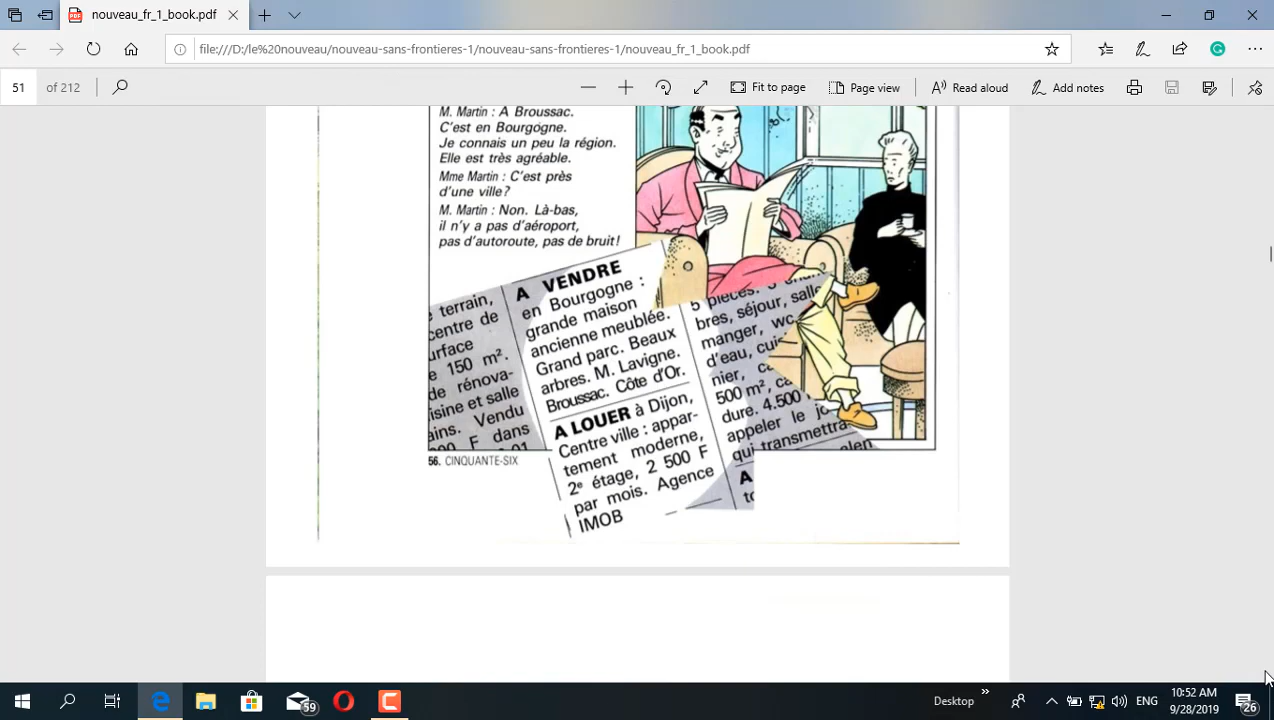 nouveau_fr_1_book.pdf
file:///D:/le%20nouveau/nouveau-sans-frontieres-1/nouveau-sans-frontieres-1/nouveau_fr_1_book.pdf
51 of 212
Fit to page
Page view
Read aloud
Add notes
M. Martin : A Broussac.
C'est en Bourgogne.
Je connais un peu la région.
Elle est très agréable.
Mme Martin : C'est près
d'une ville?
M. Martin : Non. Là-bas,
il n'y a pas d'aéroport,
pas d'autoroute, pas de bruit!
terrain,
centre de
150 m².
de rénova-
et salle
Vendu
F dans
A VENDRE
en Bourgogne :
grande maison
ancienne meublée.
Grand parc. Beaux
arbres. M. Lavigne.
Broussac. Côte d'Or.
A LOUER à Dijon,
Centre ville : appar-
tement moderne,
2e étage, 2 500 F
par mois. Agence
IMOB
5 pièces.
bres, séjour,
manger, wc,
d'eau,
nier,
500 m²,
dure. 4.500
appeler le
qui
A
56. CINQUANTE-SIX
59
Desktop
»
ENG
10:52 AM
9/28/2019
26